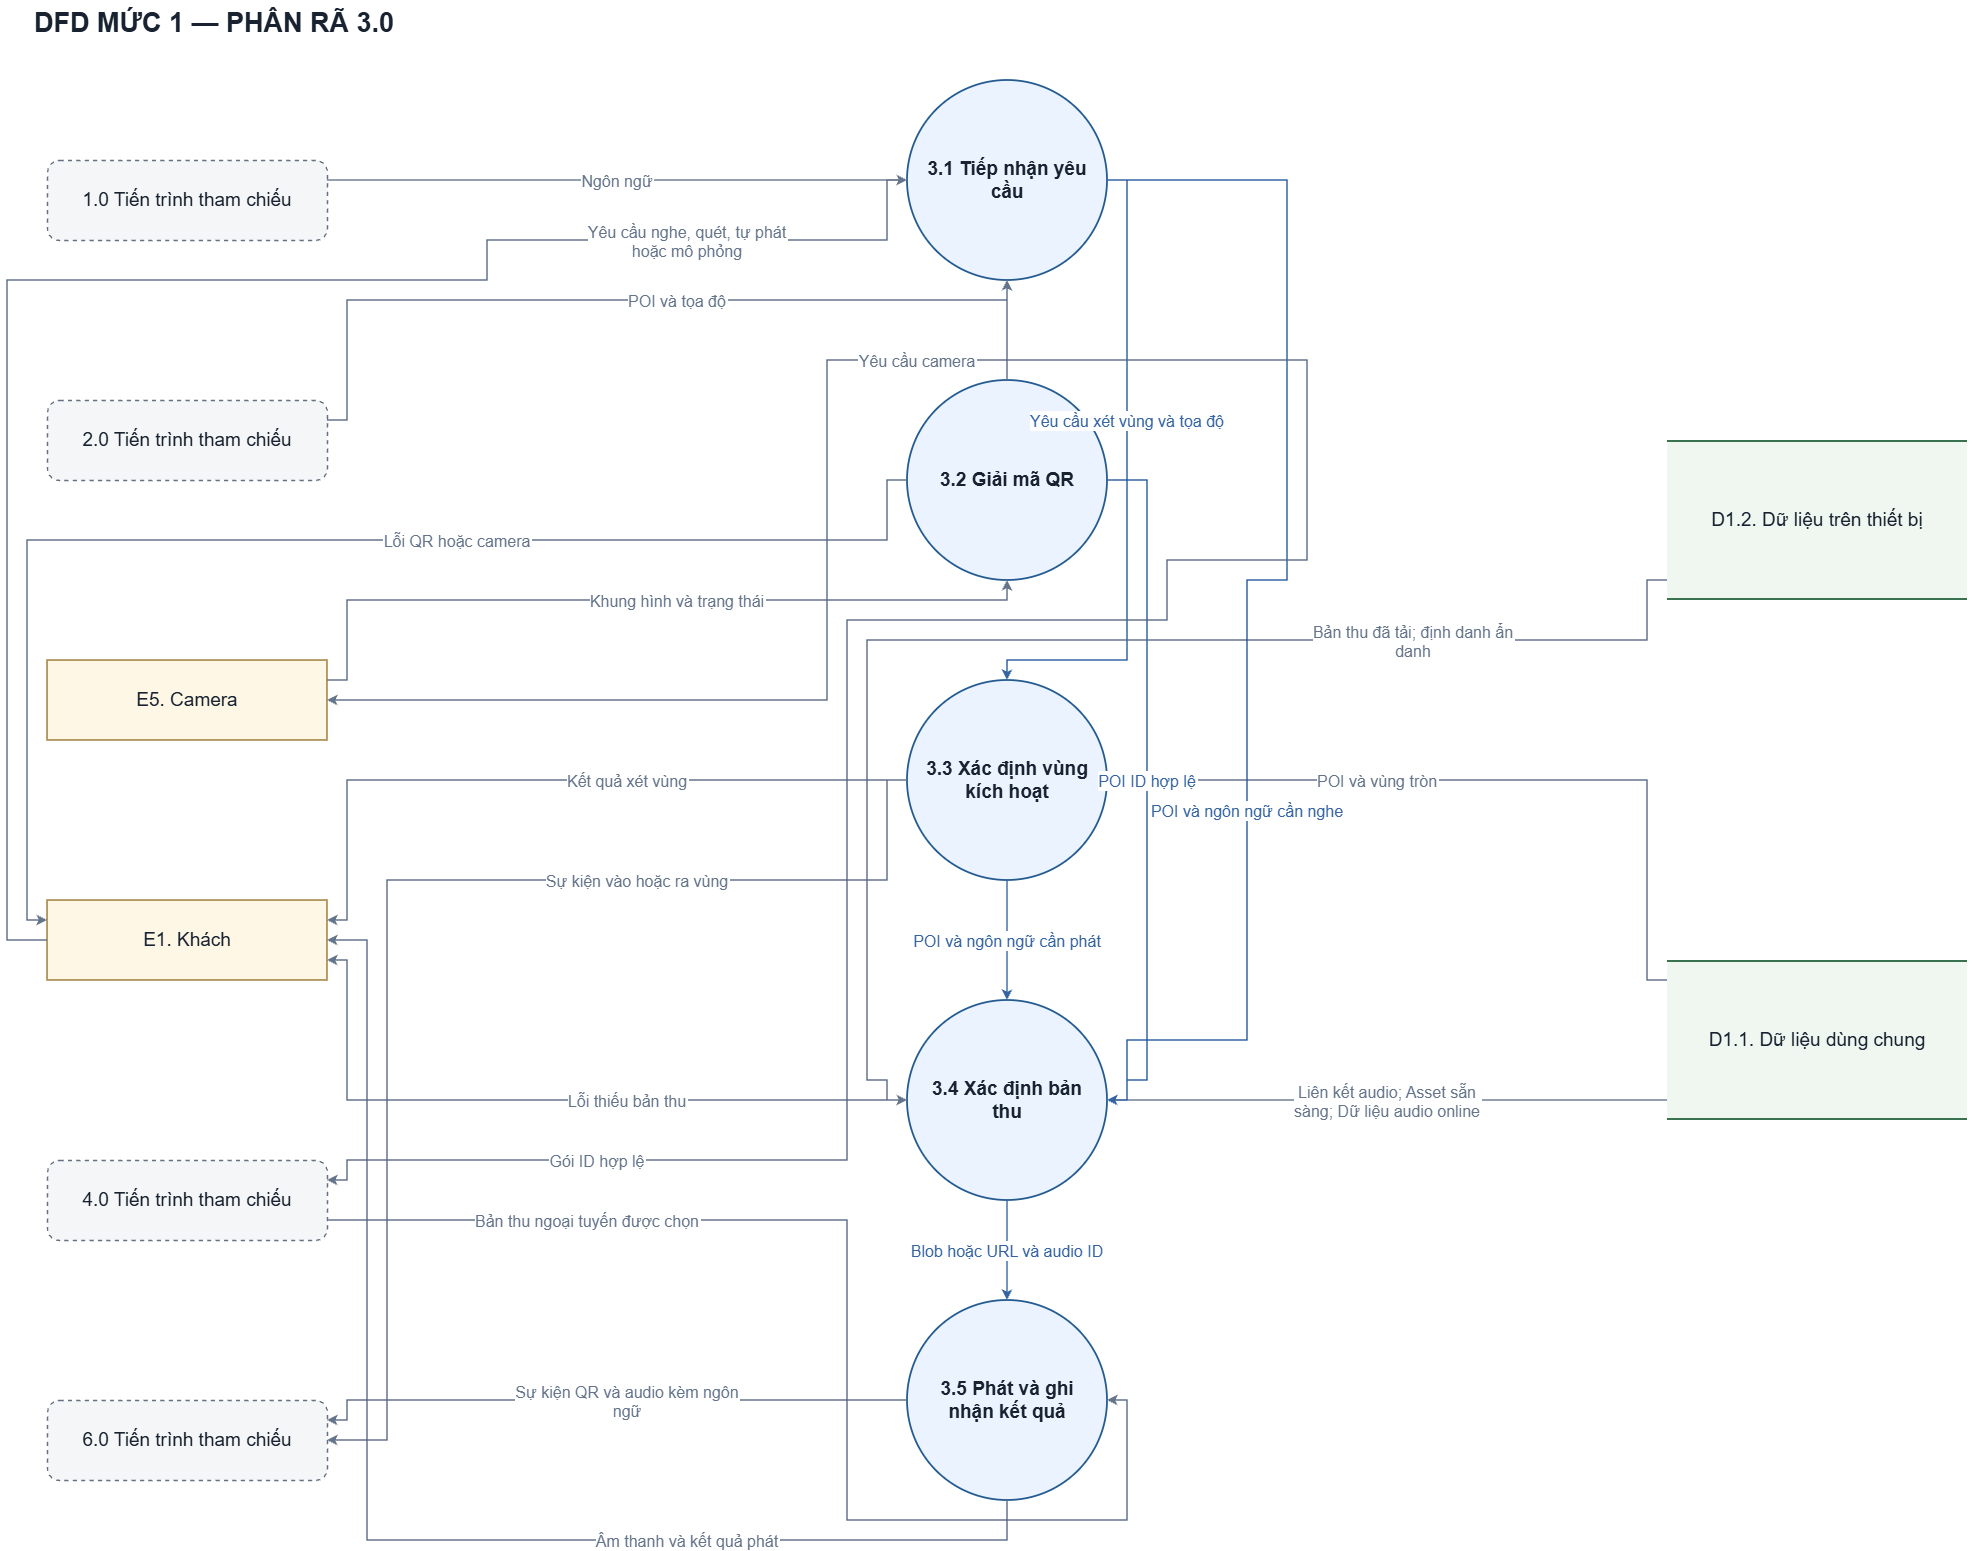 DFD MỨC 1 — PHÂN RÃ 3.0
3.1 Tiếp nhận yêu
cầu
1.0 Tiến trình tham chiếu
Ngôn ngữ
Yêu cầu nghe, quét, tự phát
hoặc mô phỏng
POI và tọa độ
Yêu cầu camera
Yêu cầu xét vùng và tọa độ
2.0 Tiến trình tham chiếu
3.2 Giải mã QR
D1.2. Dữ liệu trên thiết bị
Lỗi QR hoặc camera
Khung hình và trạng thái
Bản thu đã tải; định danh ẩn
danh
E5. Camera
3.3 Xác định vùng
kích hoạt
Kết quả xét vùng
POI ID hợp lệ
POI và vùng tròn
POI và ngôn ngữ cần nghe
Sự kiện vào hoặc ra vùng
E1. Khách
POI và ngôn ngữ cần phát
D1.1. Dữ liệu dùng chung
3.4 Xác định bản
thu
Lỗi thiếu bản thu
Liên kết audio; Asset sẵn
sàng; Dữ liệu audio online
Gói ID hợp lệ
4.0 Tiến trình tham chiếu
Bản thu ngoại tuyến được chọn
Blob hoặc URL và audio ID
3.5 Phát và ghi
nhận kết quả
Sự kiện QR và audio kèm ngôn
ngữ
6.0 Tiến trình tham chiếu
Âm thanh và kết quả phát